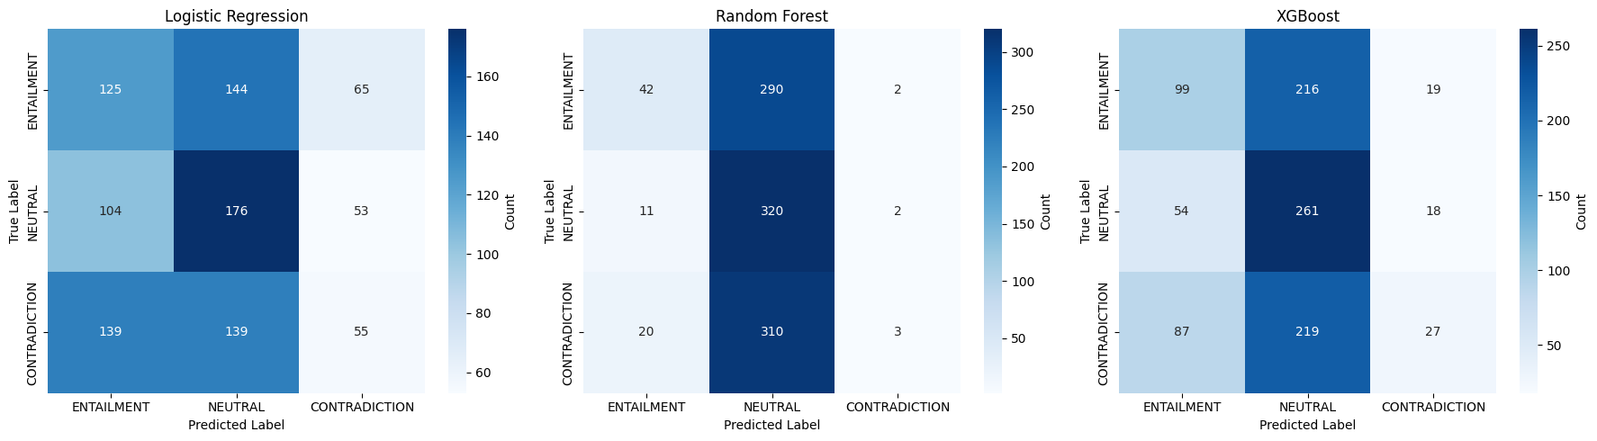 Logistic Regression
True Label
ENTAILMENT
NEUTRAL
CONTRADICTION
125 144 65
104 176 53
139 139 55
ENTAILMENT NEUTRAL CONTRADICTION
Predicted Label
160
140
120
100
80
60
Count
Random Forest
True Label
ENTAILMENT
NEUTRAL
CONTRADICTION
42 290 2
11 320 2
20 310 3
ENTAILMENT NEUTRAL CONTRADICTION
Predicted Label
300
250
200
150
100
50
Count
XGBoost
True Label
ENTAILMENT
NEUTRAL
CONTRADICTION
99 216 19
54 261 18
87 219 27
ENTAILMENT NEUTRAL CONTRADICTION
Predicted Label
250
200
150
100
50
Count